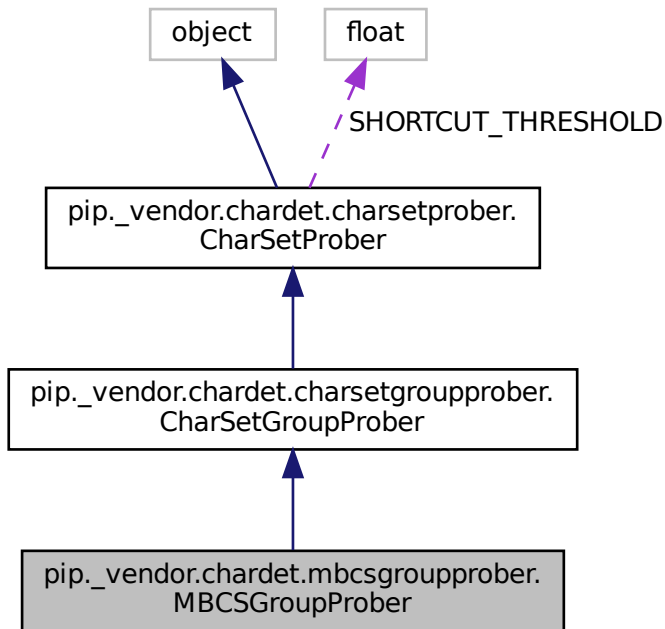 object
float
SHORTCUT_THRESHOLD
pip._vendor.chardet.charsetprober.
CharSetProber
pip._vendor.chardet.charsetgroupprober.
CharSetGroupProber
pip._vendor.chardet.mbcsgroupprober.
MBCSGroupProber